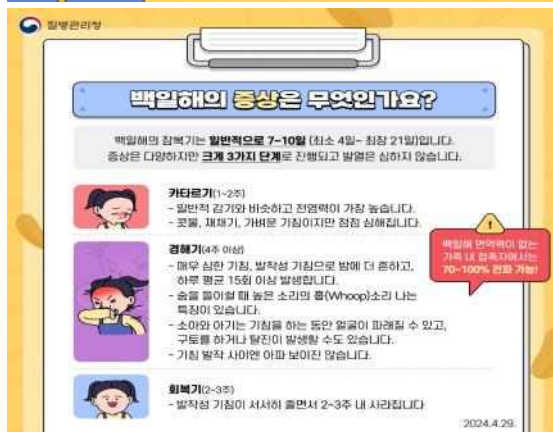 질병관리청
백일해의 증상은 무엇인가요?
백일해의 잠복기는 일반적으로 7-10일 (최소 4일~ 최장 21일)입니다.
증상은 다양하지만 크게 3가지 단계로 진행되고 발열은 심하지 않습니다.
카타르기(1~2주)
- 일반적 감기와 비슷하고 전염력이 가장 높습니다.
- 콧물, 재채기, 가벼운 기침이지만 점점 심해집니다.
경해기(4주 이상)
- 매우 심한 기침, 발작성 기침으로 밤에 더 흔하고,
하루 평균 15회 이상 발생합니다.
- 숨을 들이쉴 때 높은 소리의 훕(Whoop)소리 나는
특징이 있습니다.
- 소아와 아기는 기침을 하는 동안 얼굴이 파래질 수 있고,
구토를 하거나 탈진이 발생할 수도 있습니다.
- 기침 발작 사이엔 아파 보이진 않습니다.
백일해 면역력이 없는
가족 내 접촉자에서는
70~100% 전파 가능!
회복기(2~3주)
- 발작성 기침이 서서히 줄면서 2~3주 내 사라집니다
2024.4.29.